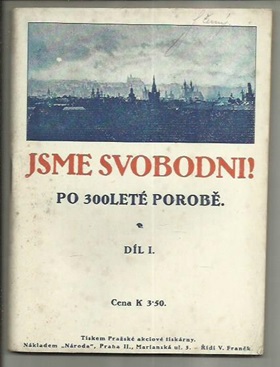 JSME SVOBODNI!
PO 300LETÉ POROBĚ.
DÍL I.
Cena K 3·50.
Tiskem Pražské akciové tiskárny.
Nákladem „Národa", Praha II., Mariánská ul. 5. – Řídí V. Franěk.